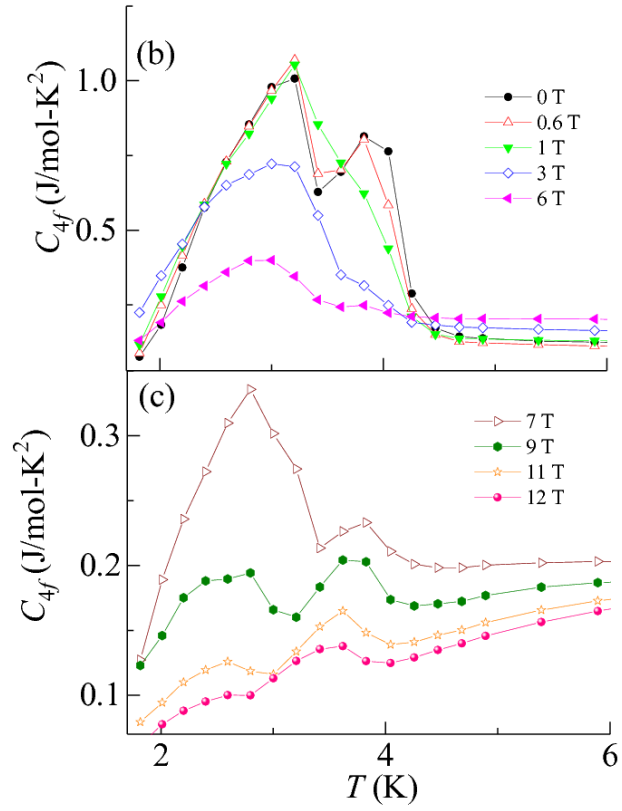 (b)
C4f (J/mol-K²)
1.0
0.5
0 T
0.6 T
1 T
3 T
6 T
(c)
C4f (J/mol-K²)
0.3
0.2
0.1
7 T
9 T
11 T
12 T
2
4
6
T (K)